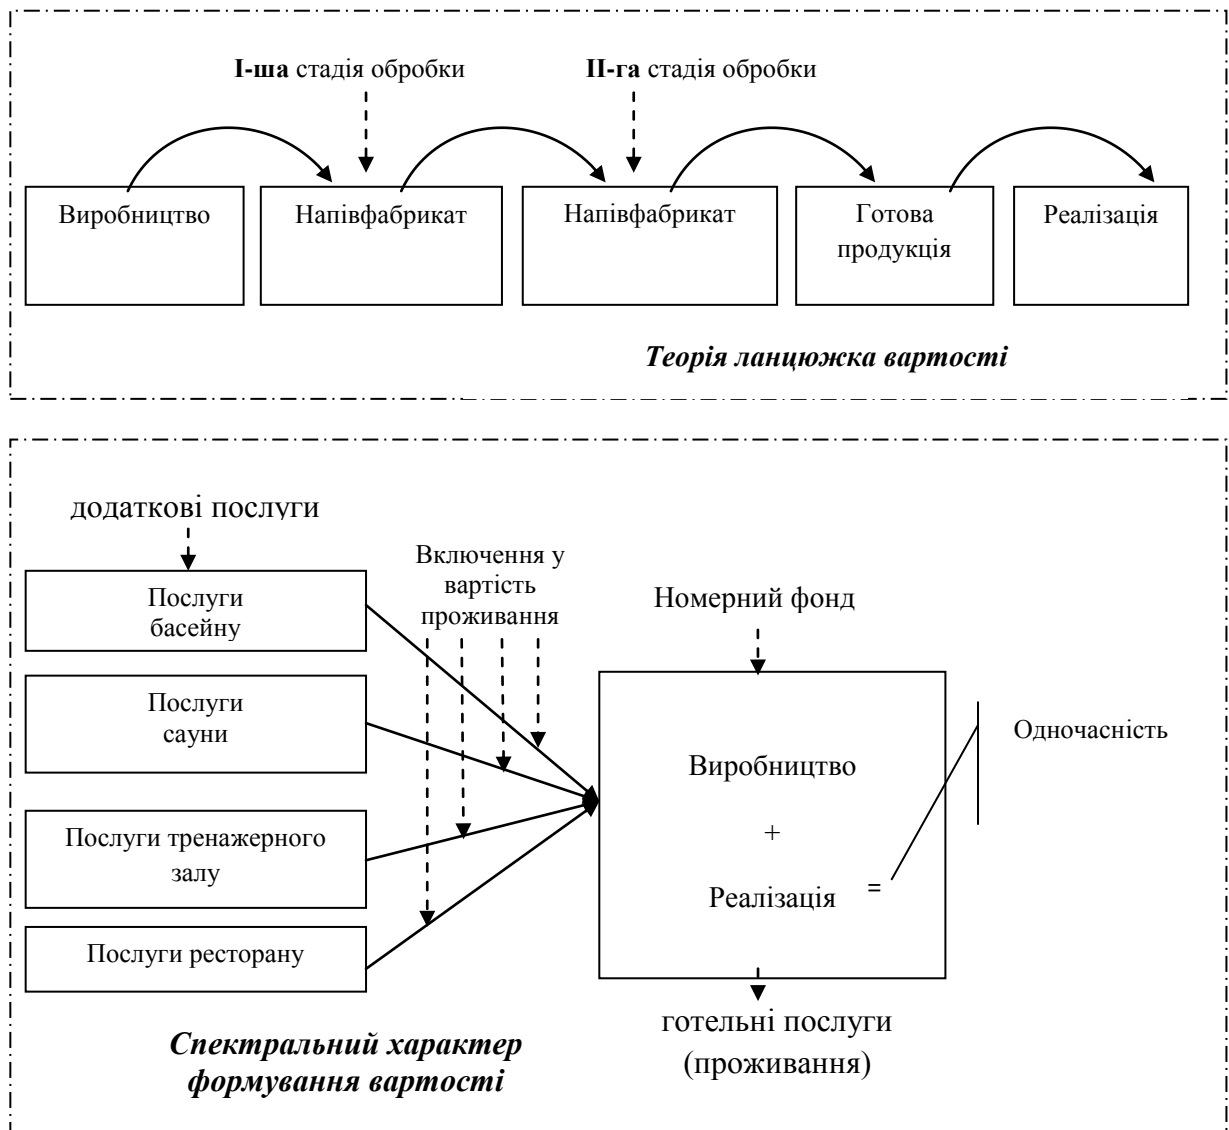 І-ша стадія обробки
ІІ-га стадія обробки
Виробництво
Напівфабрикат
Напівфабрикат
Готова
продукція
Реалізація
Теорія ланцюжка вартості
додаткові послуги
Включення у
вартість
проживання
Послуги
басейну
Номерний фонд
Послуги
сауни
Одночасність
Виробництво
+
Послуги тренажерного
залу
Реалізація =
Послуги ресторану
готельні послуги
(проживання)
Спектральний характер
формування вартості